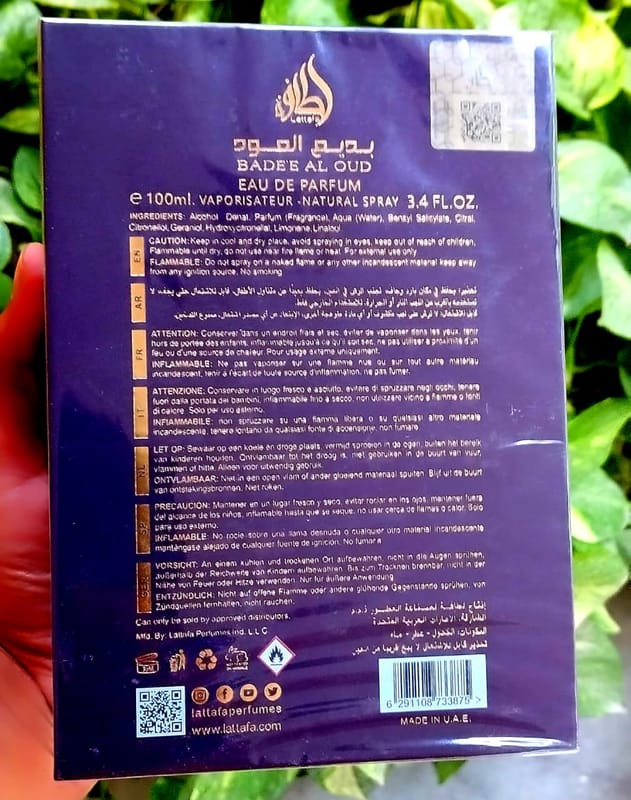 لطافة
Lattafa
بديع العود
BADE'E AL OUD
EAU DE PARFUM
e 100ml. VAPORISATEUR - NATURAL SPRAY 3.4 FL.OZ.
INGREDIENTS: Alcohol Denat, Parfum (Fragrance), Aqua (Water), Benzyl Salicylate, Citral,
Citronellol, Geraniol, Hydroxycitronellal, Limonene, Linalool
EN
CAUTION: Keep in cool and dry place, avoid spraying in eyes, keep out of reach of children,
Flammable until dry, do not use near fire flame or heat. For external use only
FLAMMABLE: Do not spray on a naked flame or any other incandescent material keep away
from any ignition source. No smoking
AR
FR
ATTENTION: Conserver dans un endroit frais et sec, éviter de vaporiser dans les yeux, tenir
hors de portée des enfants, inflammable jusqu'à ce qu'il soit sec, ne pas utiliser à proximité d'un
feu ou d'une source de chaleur. Pour usage externe uniquement.
INFLAMMABLE: Ne pas vaporiser sur une flamme nue ou sur tout autre matériau
incandescent, tenir à l'écart de toute source d'inflammation, ne pas fumer.
IT
ATTENZIONE: Conservare in luogo fresco e asciutto, evitare di spruzzare negli occhi, tenere
fuori dalla portata dei bambini, infiammabile fino a secco, non utilizzare vicino a fiamme o fonti
di calore. Solo per uso esterno.
INFIAMMABILE: non spruzzare su una fiamma libera o su qualsiasi altro materiale
incandescente, tenere lontano da qualsiasi fonte di accensione, non fumare
NL
LET OP: Bewaar op een koele en droge plaats, vermijd sproeien in de ogen, buiten het bereik
van kinderen houden. Ontvlambaar tot het droog is, niet gebruiken in de buurt van vuur,
vlammen of hitte. Alleen voor uitwendig gebruik.
ONTVLAMBAAR: Niet in een open vlam of ander gloeiend materiaal spuiten. Blijf uit de buurt
van ontstekingsbronnen. Niet roken.
SP
PRECAUCION: Mantener en un lugar fresco y seco, evitar rociar en los ojos, mantener fuera
del alcance de los niños, inflamable hasta que se seque, no usar cerca de llamas o calor. Solo
para uso externo.
INFLAMABLE: No rocíe sobre una llama desnuda o cualquier otro material incandescente
manténgase alejado de cualquier fuente de ignición. No fumar
GER
VORSICHT: An einem kühlen und trockenen Ort aufbewahren, nicht in die Augen sprühen,
außerhalb der Reichweite von Kindern aufbewahren. Bis zum Trocknen brennbar, nicht in der
Nähe von Feuer oder Hitze verwenden. Nur für äußere Anwendung
ENTZÜNDLICH: Nicht auf offene Flamme oder andere glühende Gegenstände sprühen, von
Zündquellen fernhalten, nicht rauchen.
Can only be sold by approved distributors.
Mfd. By: Lattafa Perfumes Ind. L L C
إنتاج لطافة لصناعة العطور ذ.م.م
الشارقة، الامارات العربية المتحدة
المكونات: الكحول - عطر - ماء
lattafaperfumes
www.lattafa.com
6 291108 733875 >
MADE IN U.A.E.